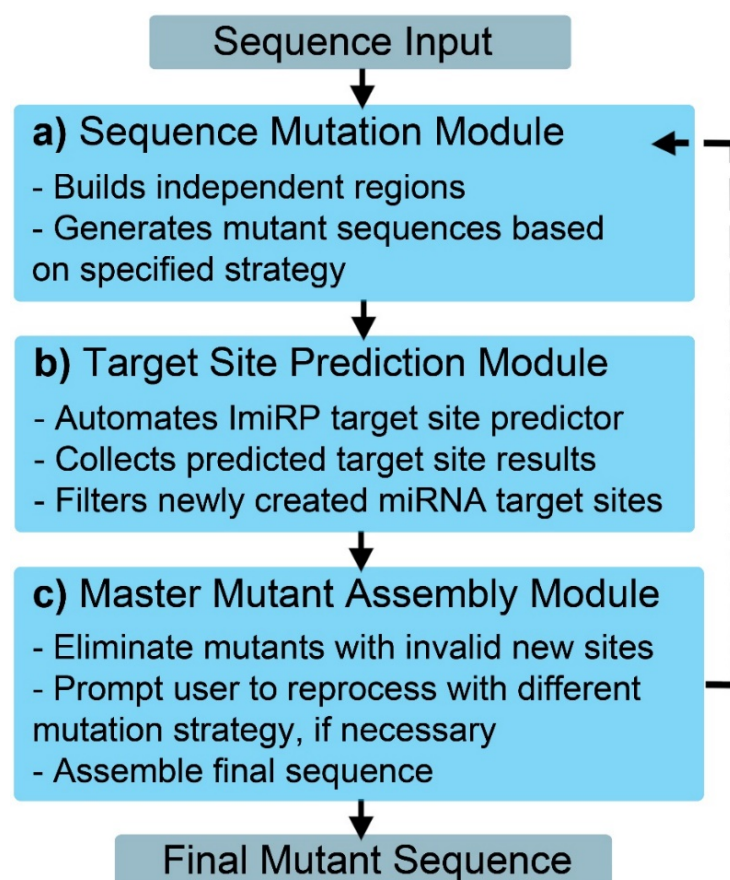 Sequence Input
a) Sequence Mutation Module
- Builds independent regions
- Generates mutant sequences based
on specified strategy
b) Target Site Prediction Module
- Automates ImiRP target site predictor
- Collects predicted target site results
- Filters newly created miRNA target sites
c) Master Mutant Assembly Module
- Eliminate mutants with invalid new sites
- Prompt user to reprocess with different
mutation strategy, if necessary
- Assemble final sequence
Final Mutant Sequence